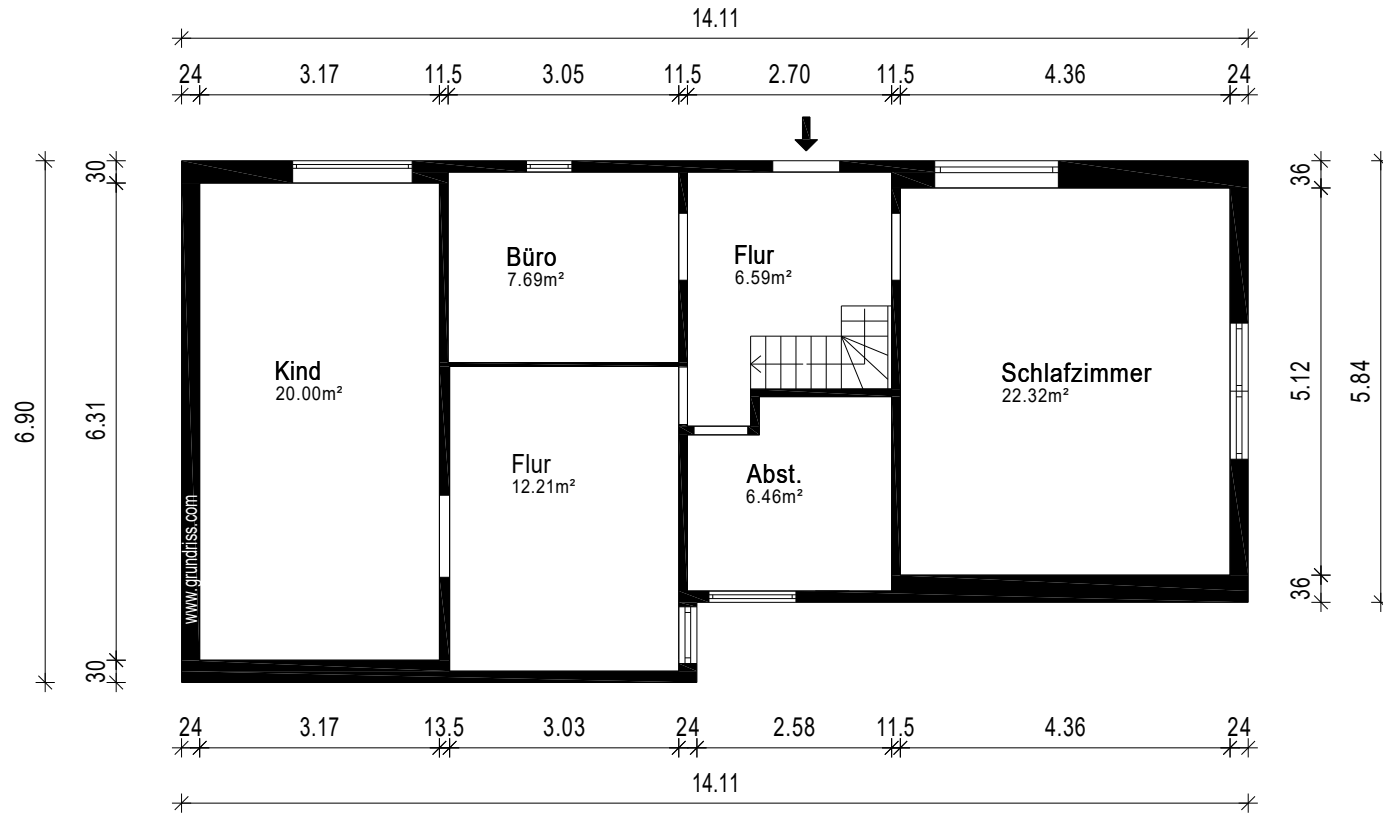 14.11
24 3.17 11.5 3.05 11.5 2.70 11.5 4.36 24
30
36
Büro
7.69m²
Flur
6.59m²
Kind
20.00m²
Schlafzimmer
22.32m²
6.90
6.31
5.12
5.84
Flur
12.21m²
Abst.
6.46m²
www.grundriss.com
36
30
24 3.17 13.5 3.03 24 2.58 11.5 4.36 24
14.11